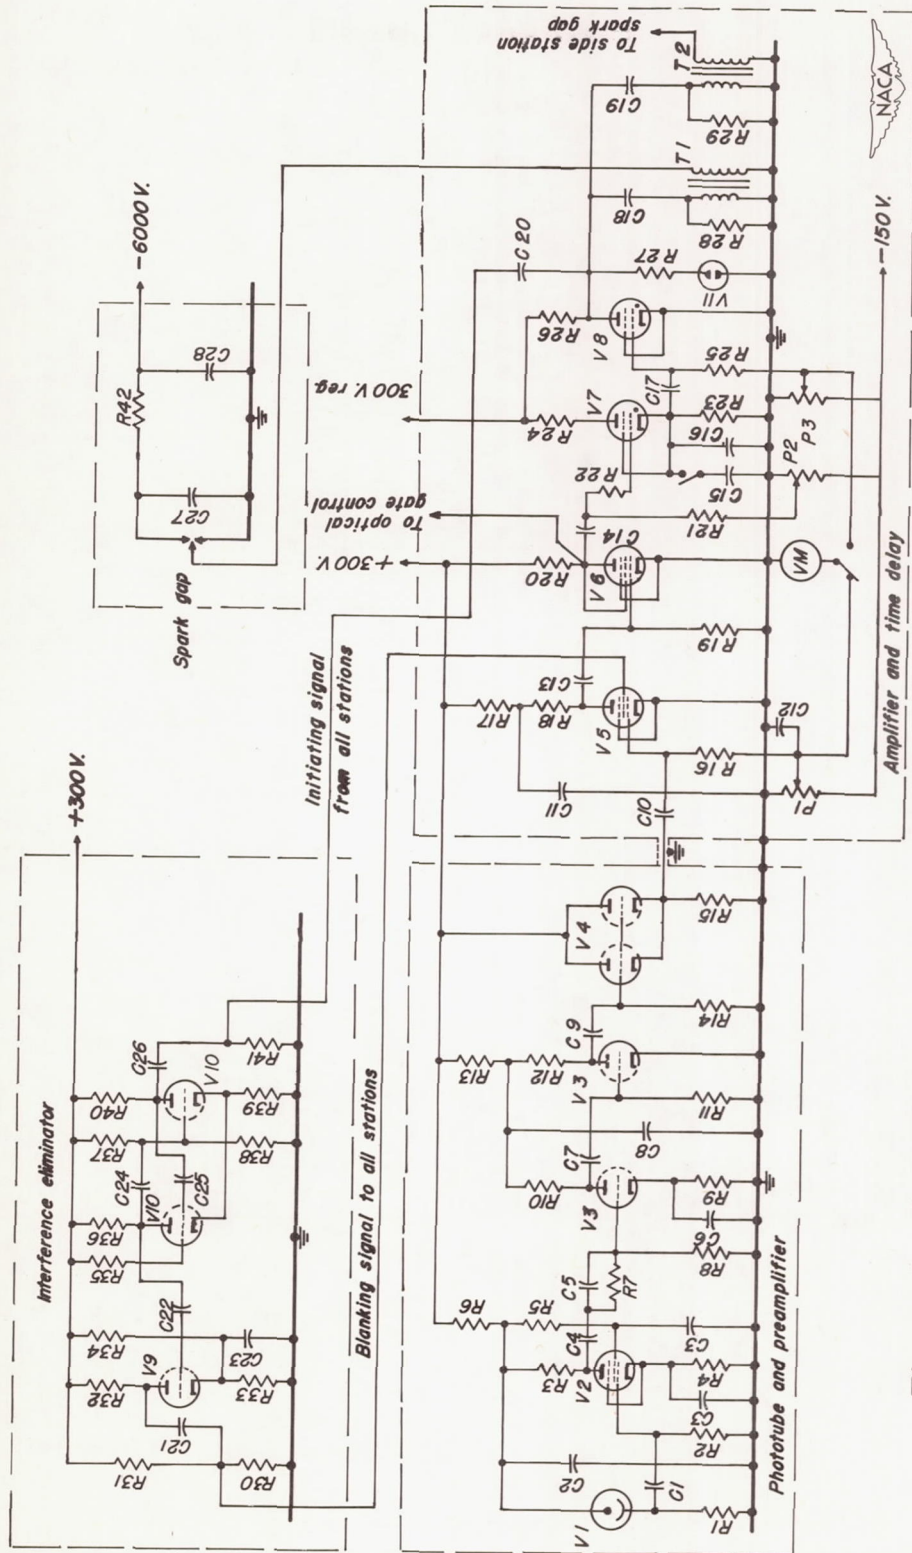 Interference eliminator
+300V.
R31
R30
R32
C21
V9
R34
C23
R33
C22
R35
R36
C24
V10
C25
R37
R38
R40
C26
V10
R39
R41
Initiating signal
from all stations
Blanking signal to all stations
Spark gap
-6000V.
R42
C27
C28
Phototube and preamplifier
V1
R1
C1
C2
R2
V2
R3
C3
R4
C4
R5
C3
R6
C5
R7
R8
V3
C6
R9
R10
C7
C8
R11
V3
R12
R13
C9
R14
V4
R15
Amplifier and time delay
C10
C11
P1
R16
C12
V5
R17
R18
C13
R19
V6
R20
C14
+300V.
To optical
gate control
300V. reg.
R21
R22
V7
R24
C15
C16
R23
P2
P3
C17
R25
V8
R26
C20
R27
V11
VM
C18
R28
T1
C19
R29
T2
To side station
spark gap
-150V.
NACA